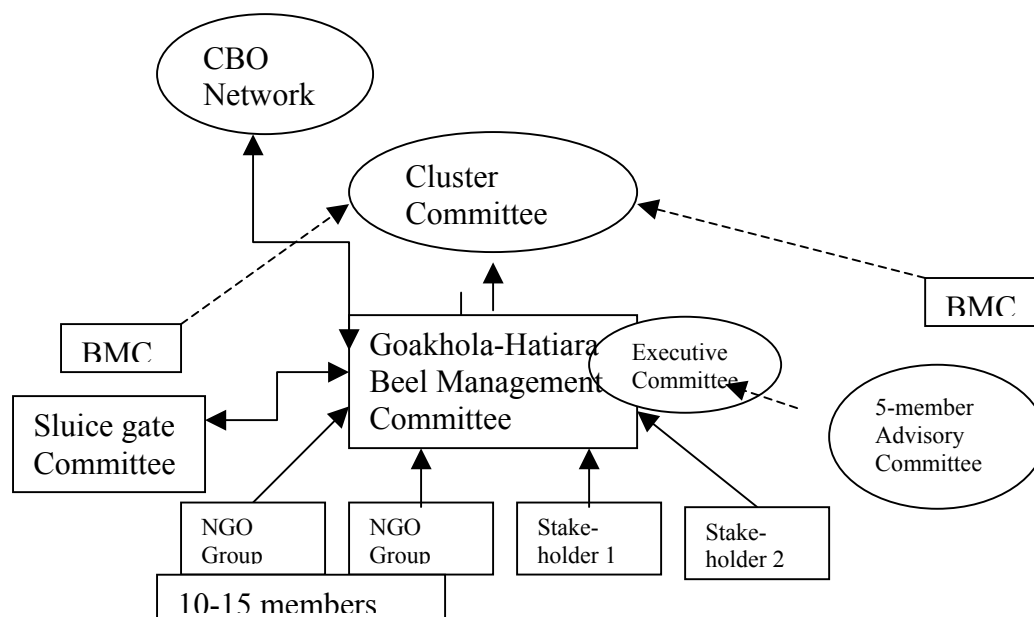 CBO
Network
Cluster
Committee
BMC
BMC
Goakhola-Hatiara
Beel Management
Committee
Executive
Committee
5-member
Advisory
Committee
Sluice gate
Committee
NGO
Group
NGO
Group
Stake-
holder 1
Stake-
holder 2
10-15 members